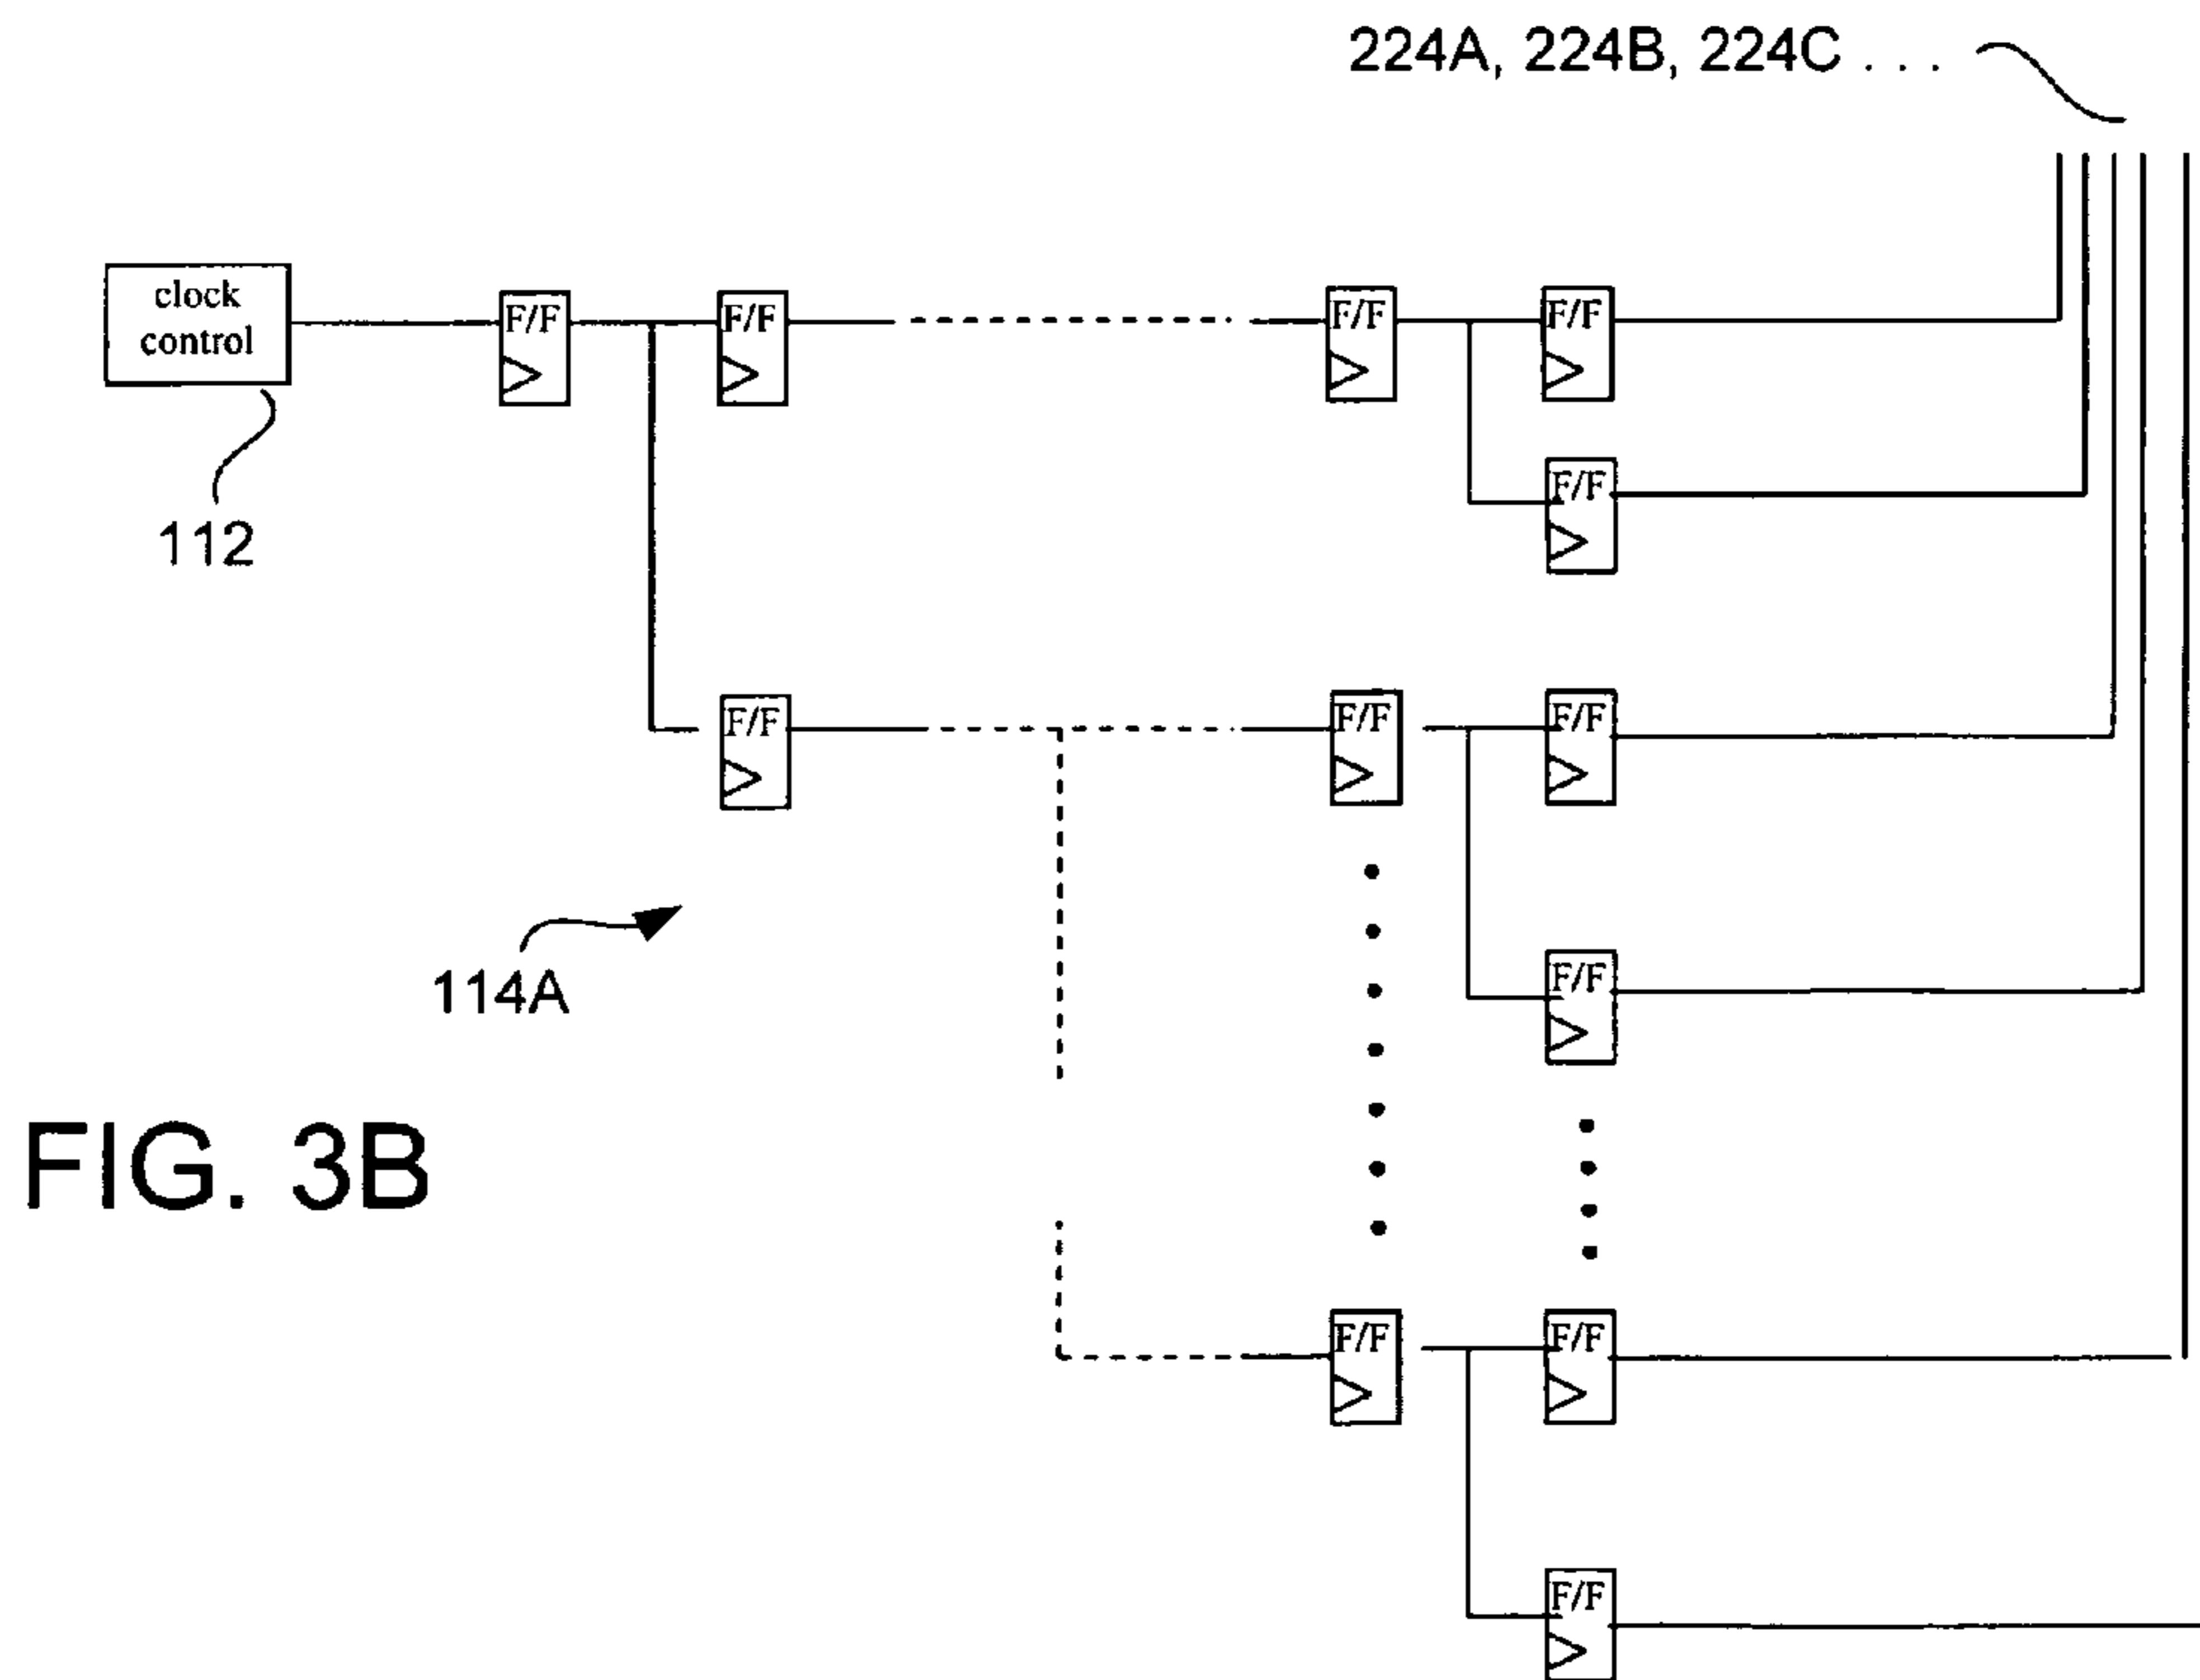 224A, 224B, 224C . . .
clock
control
F/F
F/F
F/F
F/F
112
F/F
F/F
F/F
F/F
114A
F/F
FIG. 3B
F/F
F/F
F/F